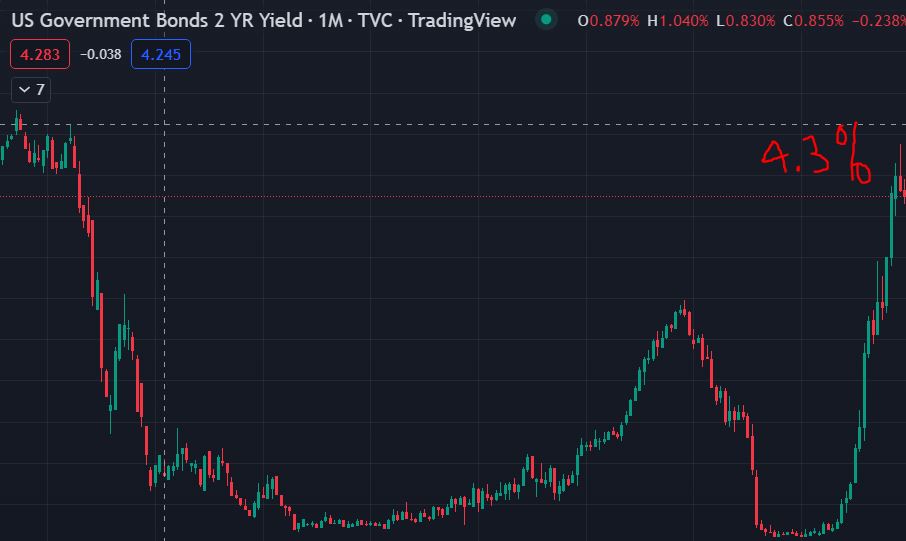 US Government Bonds 2 YR Yield · 1M · TVC · TradingView O0.879% H1.040% L0.830% C0.855% −0.238%
4.283 −0.038 4.245
7
4.3%